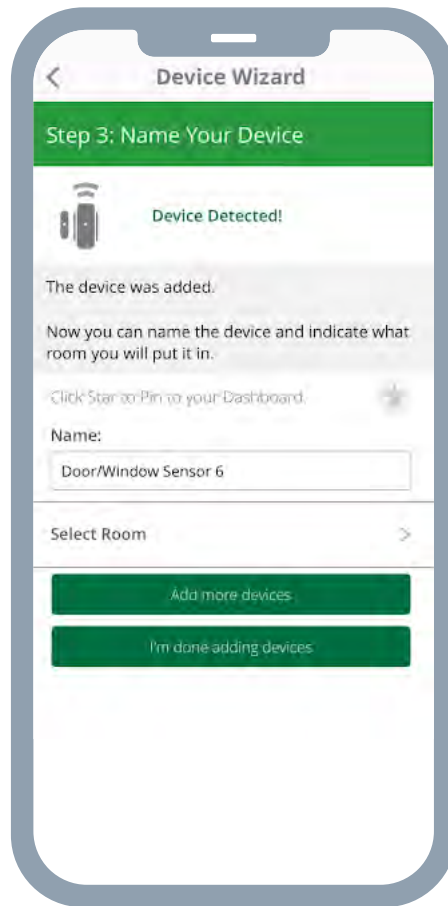 Device Wizard
Step 3: Name Your Device
Device Detected!
The device was added.
Now you can name the device and indicate what
room you will put it in.
Click Star to Pin to your Dashboard.
Name:
Door/Window Sensor 6
Select Room
Add more devices
I'm done adding devices